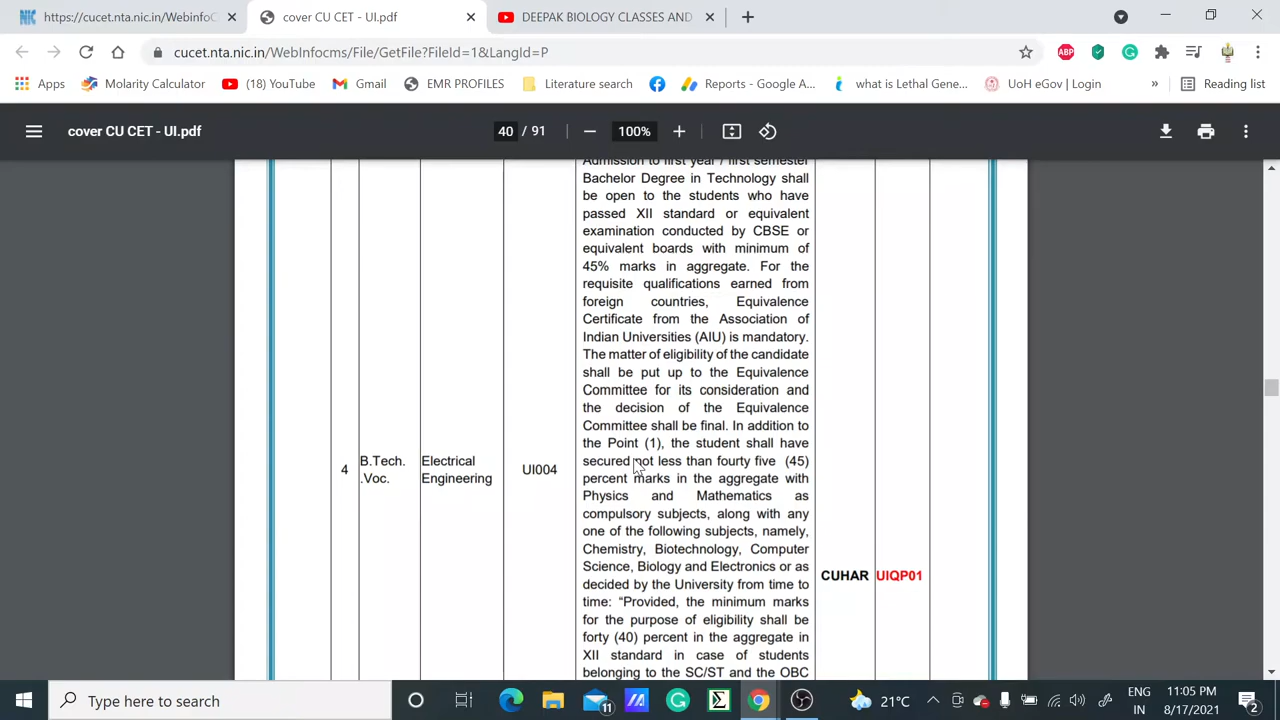 https://cucet.nta.nic.in/WebinfoC
cover CU CET - UI.pdf
DEEPAK BIOLOGY CLASSES AND
cucet.nta.nic.in/WebInfocms/File/GetFile?FileId=1&LangId=P
Apps
Molarity Calculator
(18) YouTube
Gmail
EMR PROFILES
Literature search
Reports - Google A...
what is Lethal Gene...
UoH eGov | Login
»
Reading list
cover CU CET - UI.pdf
40 / 91
100%
Admission to first year / first semester
Bachelor Degree in Technology shall
be open to the students who have
passed XII standard or equivalent
examination conducted by CBSE or
equivalent boards with minimum of
45% marks in aggregate. For the
requisite qualifications earned from
foreign countries, Equivalence
Certificate from the Association of
Indian Universities (AIU) is mandatory.
The matter of eligibility of the candidate
shall be put up to the Equivalence
Committee for its consideration and
the decision of the Equivalence
Committee shall be final. In addition to
the Point (1), the student shall have
secured not less than fourty five (45)
percent marks in the aggregate with
Physics and Mathematics as
compulsory subjects, along with any
one of the following subjects, namely,
Chemistry, Biotechnology, Computer
Science, Biology and Electronics or as
decided by the University from time to
time: “Provided, the minimum marks
for the purpose of eligibility shall be
forty (40) percent in the aggregate in
XII standard in case of students
belonging to the SC/ST and the OBC
4
B.Tech.
.Voc.
Electrical
Engineering
UI004
CUHAR
UIQP01
Type here to search
11
21°C
ENG
IN
11:05 PM
8/17/2021
2